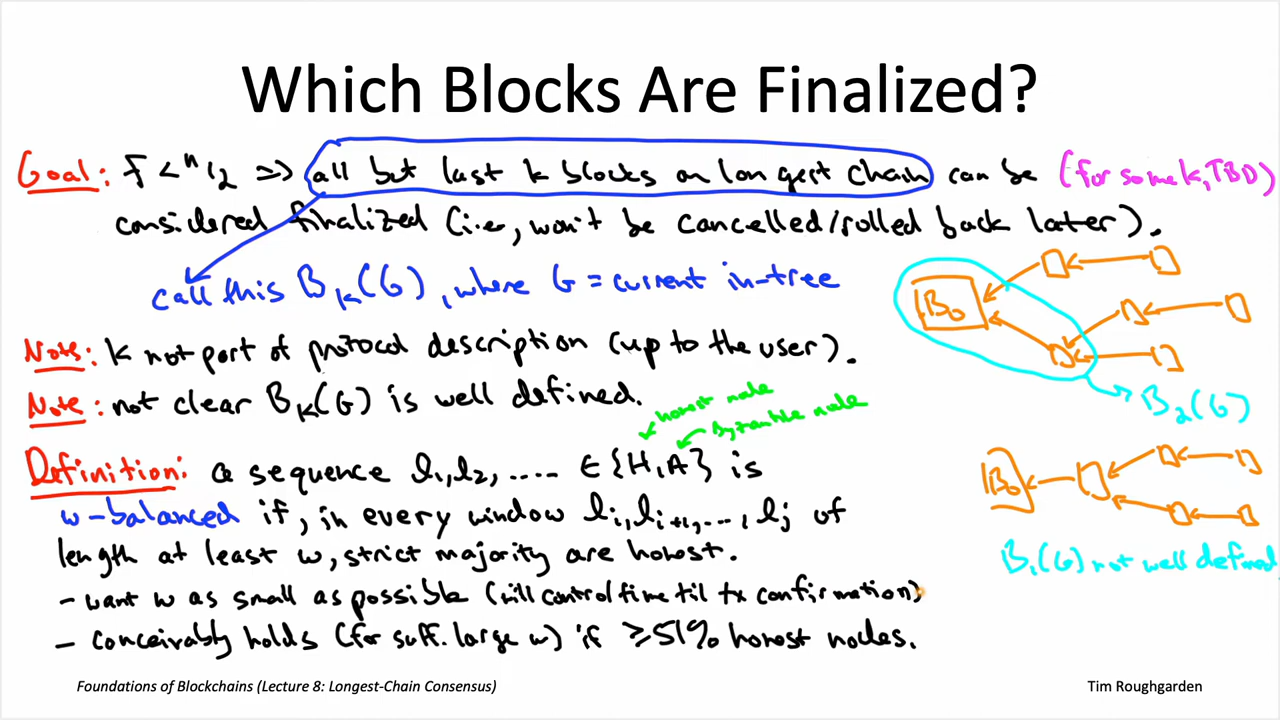 Which Blocks Are Finalized?
Goal: f < n/2 => all but last k blocks on longest chain can be (for some k, TBD)
considered finalized (i.e., won't be cancelled/rolled back later).
call this Bk(G), where G = current in-tree
B0
Note: k not part of protocol description (up to the user).
Note: not clear Bk(G) is well defined.
B2(G)
honest node
Byzantine node
Definition: a sequence l1, l2, .... ∈ {H, A} is
B0
w-balanced if, in every window li, li+1, ..., lj of
length at least w, strict majority are honest.
B1(G) not well defined
- want w as small as possible (will control time til tx confirmation)
- conceivably holds (for suff. large w) if ≥51% honest nodes.
Foundations of Blockchains (Lecture 8: Longest-Chain Consensus)
Tim Roughgarden